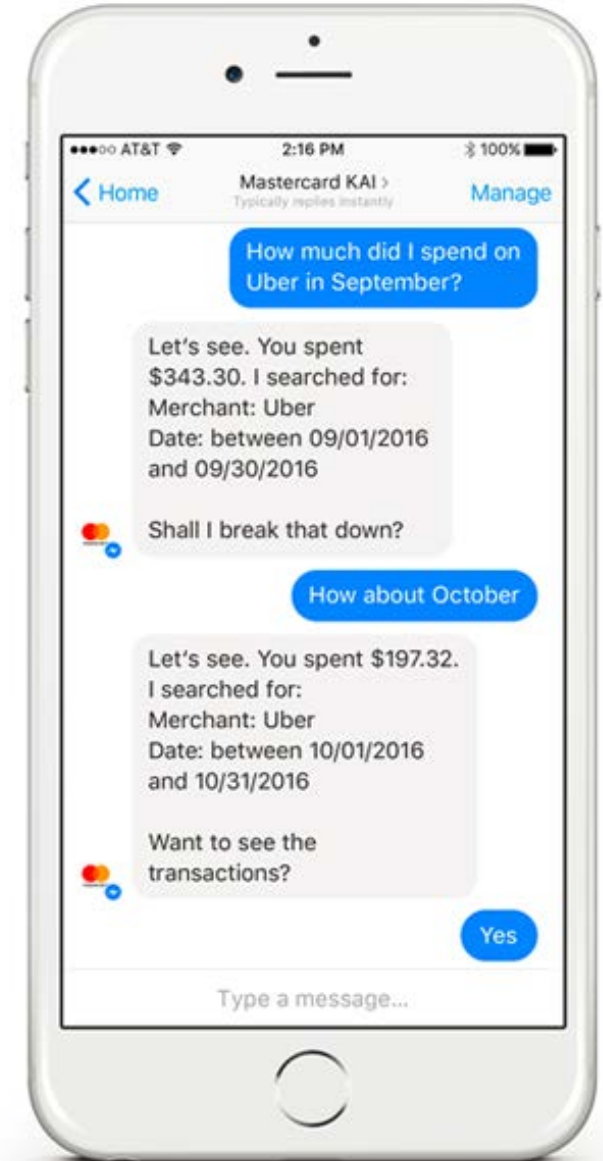 AT&T 2:16 PM 100%
Home Mastercard KAI > Manage
Typically replies instantly
How much did I spend on
Uber in September?
Let's see. You spent
$343.30. I searched for:
Merchant: Uber
Date: between 09/01/2016
and 09/30/2016
Shall I break that down?
How about October
Let's see. You spent $197.32.
I searched for:
Merchant: Uber
Date: between 10/01/2016
and 10/31/2016
Want to see the
transactions?
Yes
Type a message...